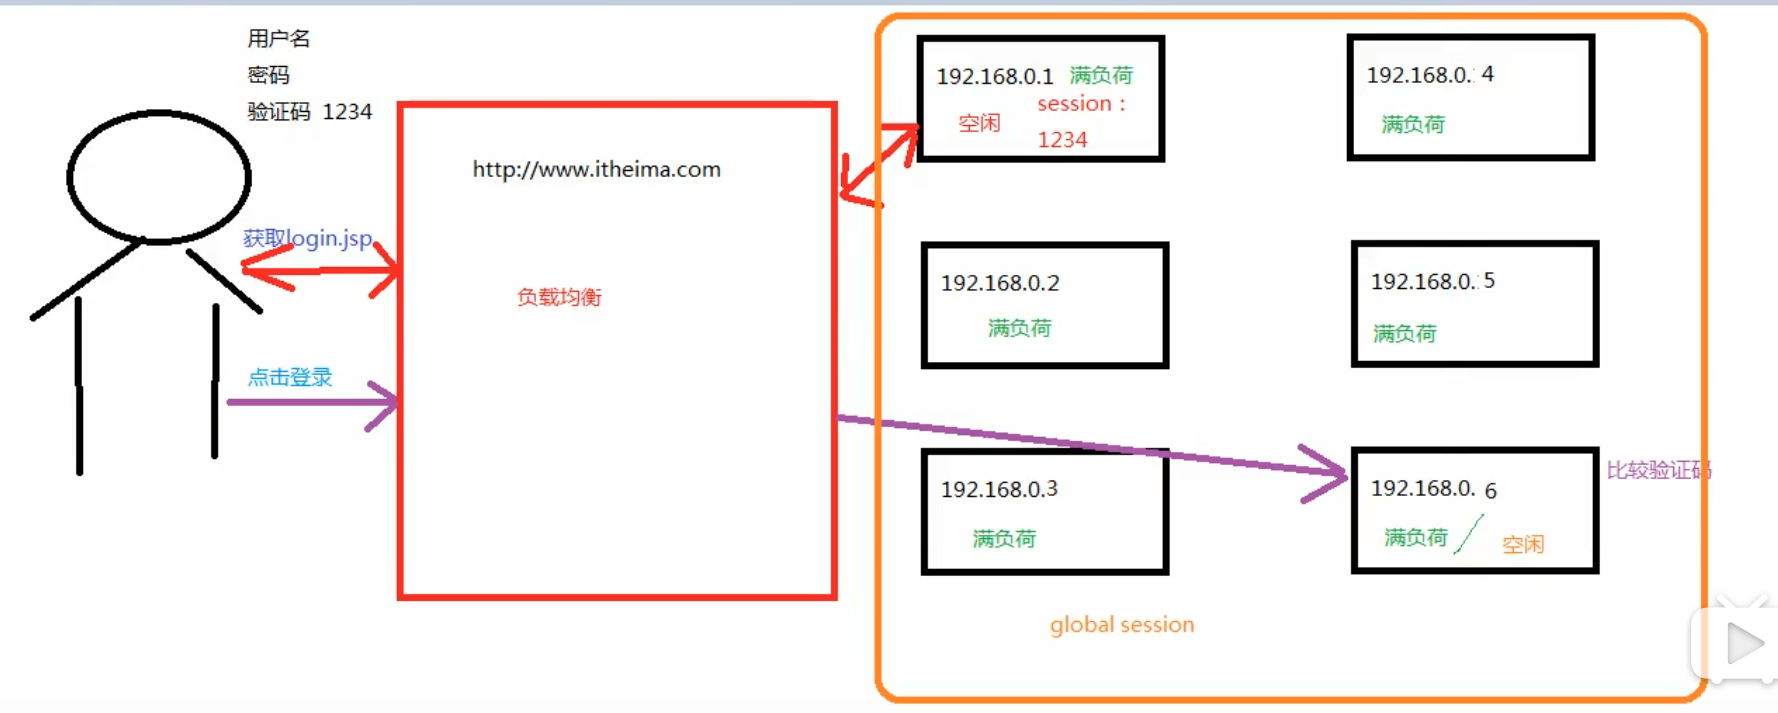 用户名
密码
验证码 1234
获取login.jsp
点击登录
http://www.itheima.com
负载均衡
192.168.0.1 满负荷
空闲
session：
1234
192.168.0.2
满负荷
192.168.0.3
满负荷
192.168.0. 4
满负荷
192.168.0. 5
满负荷
192.168.0. 6
满负荷
空闲
比较验证码
global session